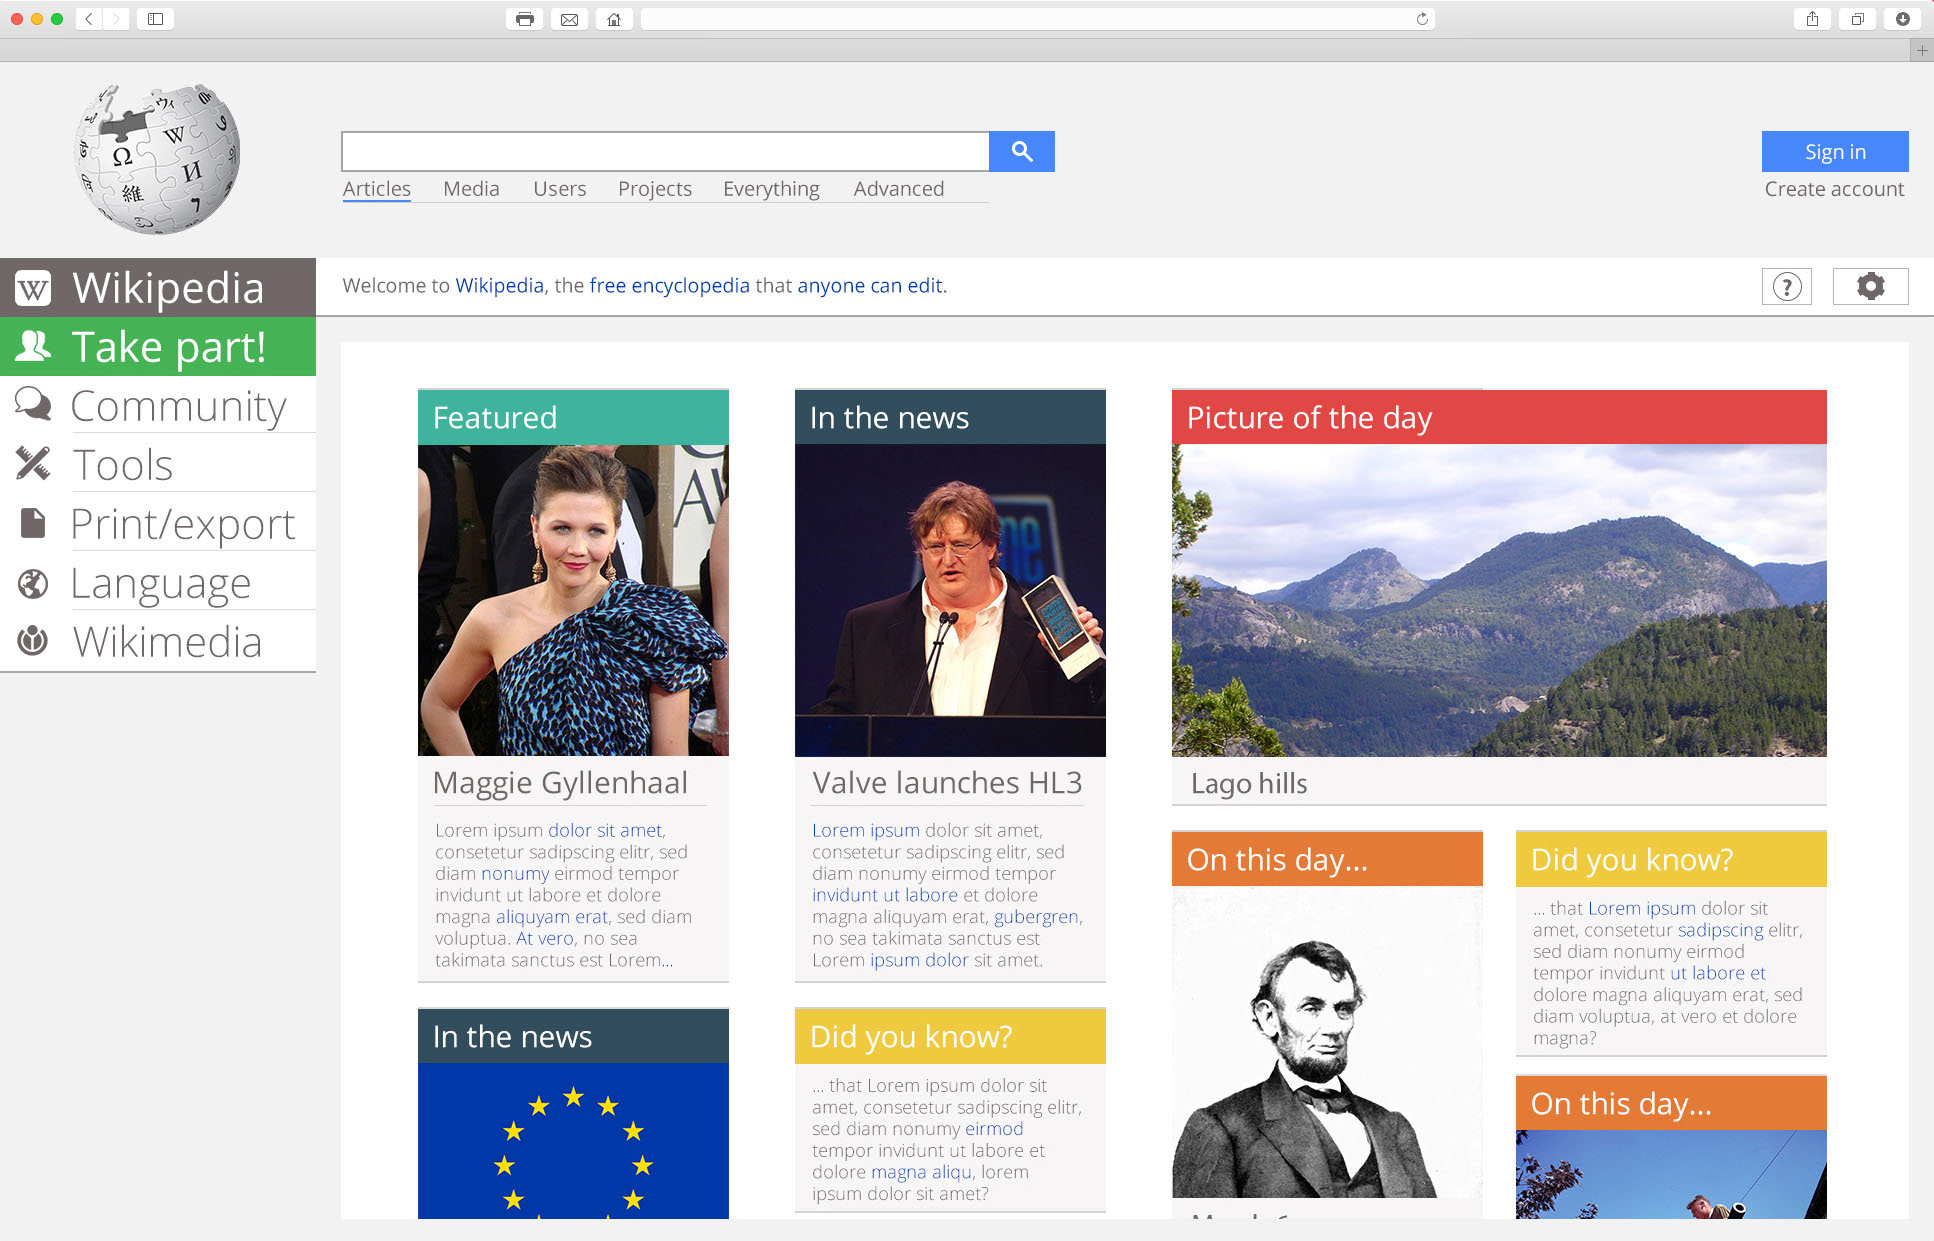 Articles Media Users Projects Everything Advanced
Sign in
Create account
Wikipedia
Take part!
Community
Tools
Print/export
Language
Wikimedia
Welcome to Wikipedia, the free encyclopedia that anyone can edit.
Featured
Maggie Gyllenhaal
Lorem ipsum dolor sit amet,
consetetur sadipscing elitr, sed
diam nonumy eirmod tempor
invidunt ut labore et dolore
magna aliquyam erat, sed diam
voluptua. At vero, no sea
takimata sanctus est Lorem...
In the news
In the news
Valve launches HL3
Lorem ipsum dolor sit amet,
consetetur sadipscing elitr, sed
diam nonumy eirmod tempor
invidunt ut labore et dolore
magna aliquyam erat, gubergren,
no sea takimata sanctus est
Lorem ipsum dolor sit amet.
Did you know?
... that Lorem ipsum dolor sit
amet, consetetur sadipscing elitr,
sed diam nonumy eirmod
tempor invidunt ut labore et
dolore magna aliqu, lorem
ipsum dolor sit amet?
Picture of the day
Lago hills
On this day...
Did you know?
... that Lorem ipsum dolor sit
amet, consetetur sadipscing elitr,
sed diam nonumy eirmod
tempor invidunt ut labore et
dolore magna aliquyam erat, sed
diam voluptua, at vero et dolore
magna?
On this day...